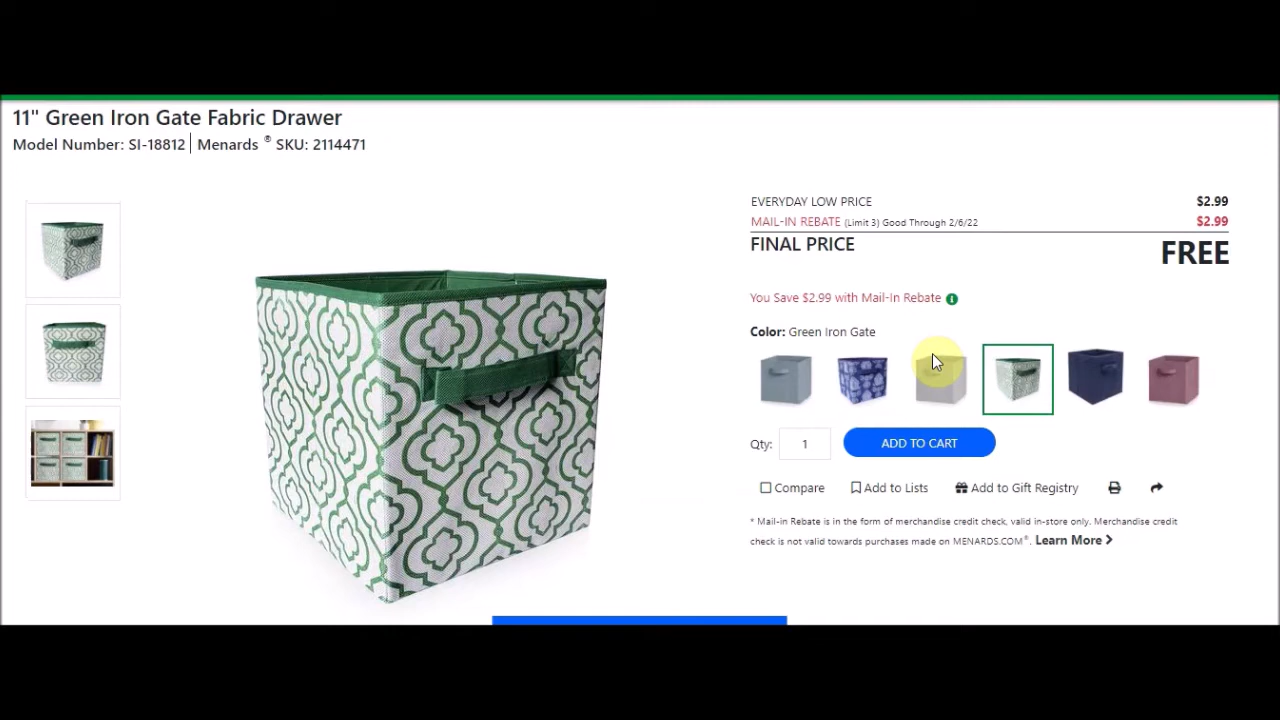 11" Green Iron Gate Fabric Drawer
Model Number: SI-18812 | Menards ® SKU: 2114471
EVERYDAY LOW PRICE $2.99
MAIL-IN REBATE (Limit 3) Good Through 2/6/22 $2.99
FINAL PRICE FREE
You Save $2.99 with Mail-In Rebate
Color: Green Iron Gate
Qty: 1 ADD TO CART
Compare Add to Lists Add to Gift Registry
* Mail-in Rebate is in the form of merchandise credit check, valid in-store only. Merchandise credit
check is not valid towards purchases made on MENARDS.COM®. Learn More